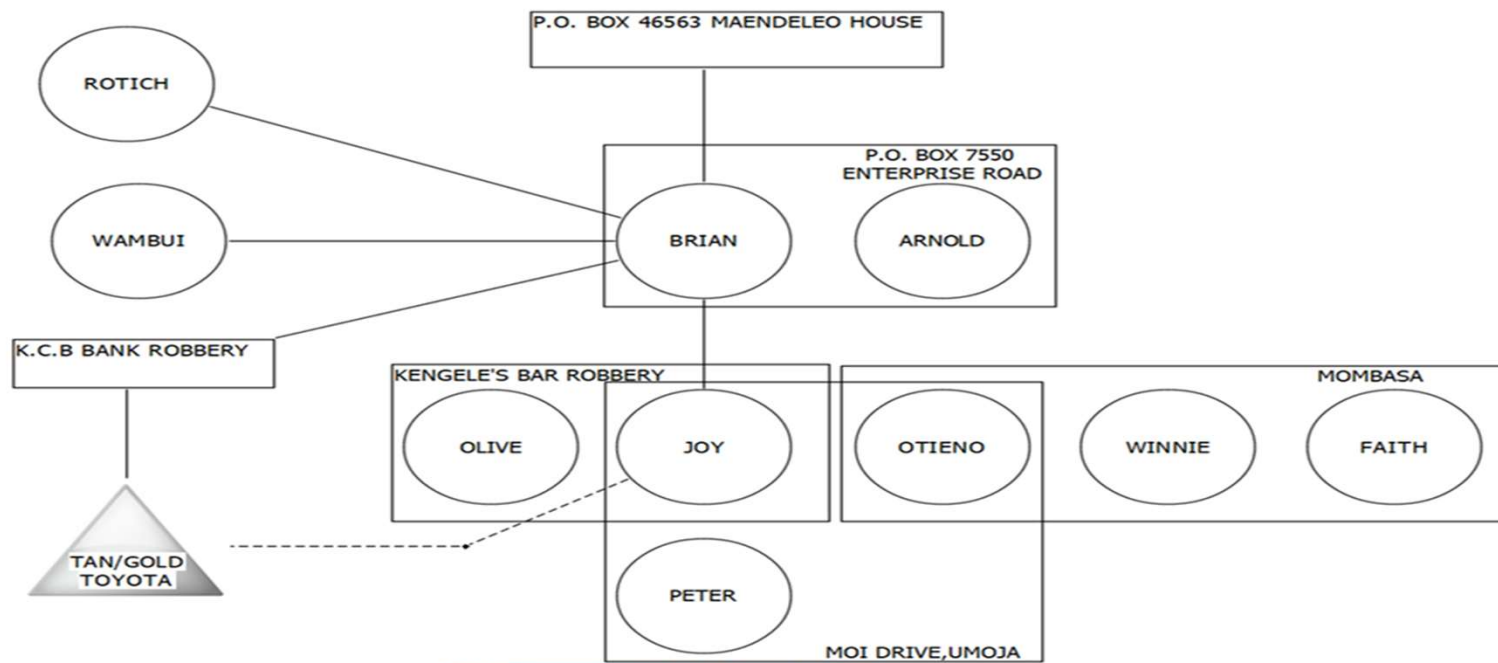 P.O. BOX 46563 MAENDELEO HOUSE
ROTICH
P.O. BOX 7550
ENTERPRISE ROAD
WAMBUI
BRIAN
ARNOLD
K.C.B BANK ROBBERY
KENGELE'S BAR ROBBERY
MOMBASA
OLIVE
JOY
OTIENO
WINNIE
FAITH
TAN/GOLD
TOYOTA
PETER
MOI DRIVE,UMOJA